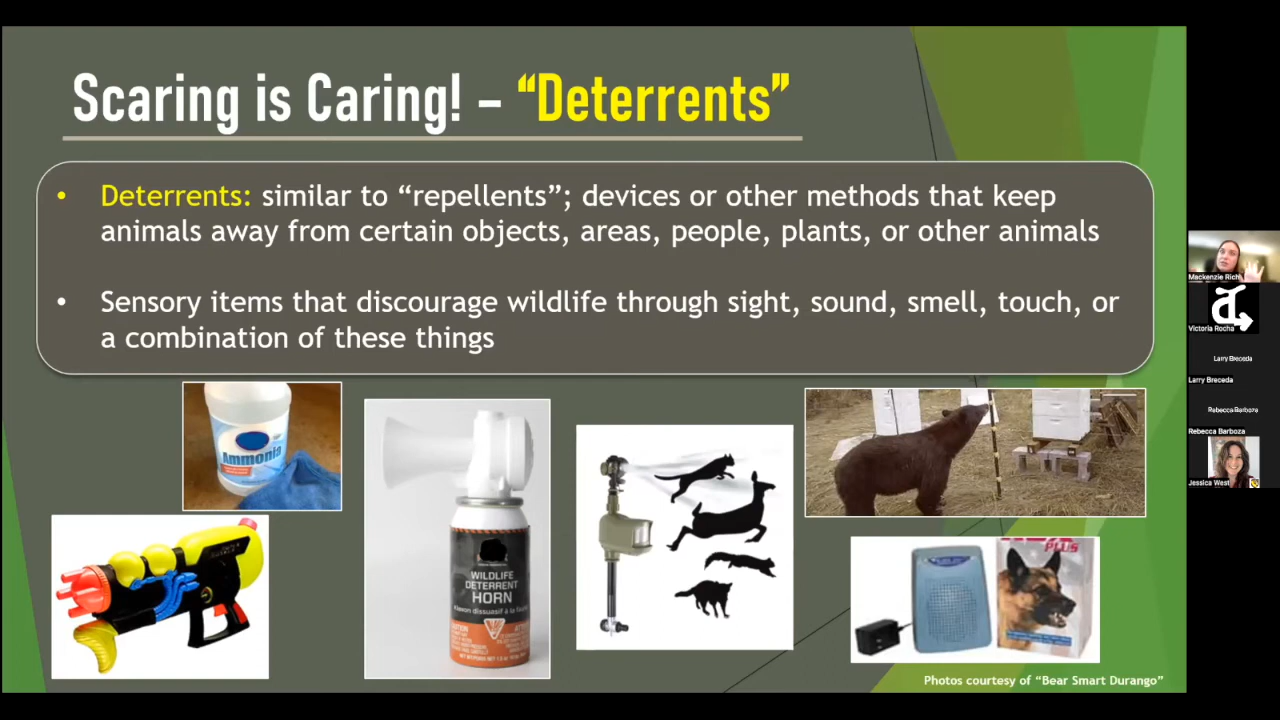 Scaring is Caring! – “Deterrents”
• Deterrents: similar to “repellents”; devices or other methods that keep
animals away from certain objects, areas, people, plants, or other animals
• Sensory items that discourage wildlife through sight, sound, smell, touch, or
a combination of these things
Ammonia
WILDLIFE
DETERRENT
HORN
PLUS
Photos courtesy of “Bear Smart Durango”
Mackenzie Rich
Victoria Rocha
Larry Breceda
Larry Breceda
Rebecca Barboza
Rebecca Barboza
Jessica West